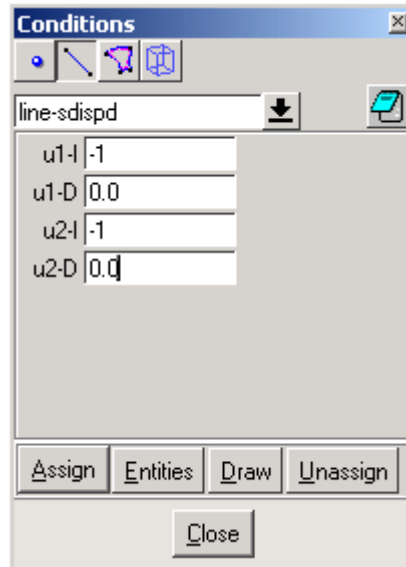 Conditions
line-sdispd
u1-I -1
u1-D 0.0
u2-I -1
u2-D 0.0
Assign Entities Draw Unassign
Close